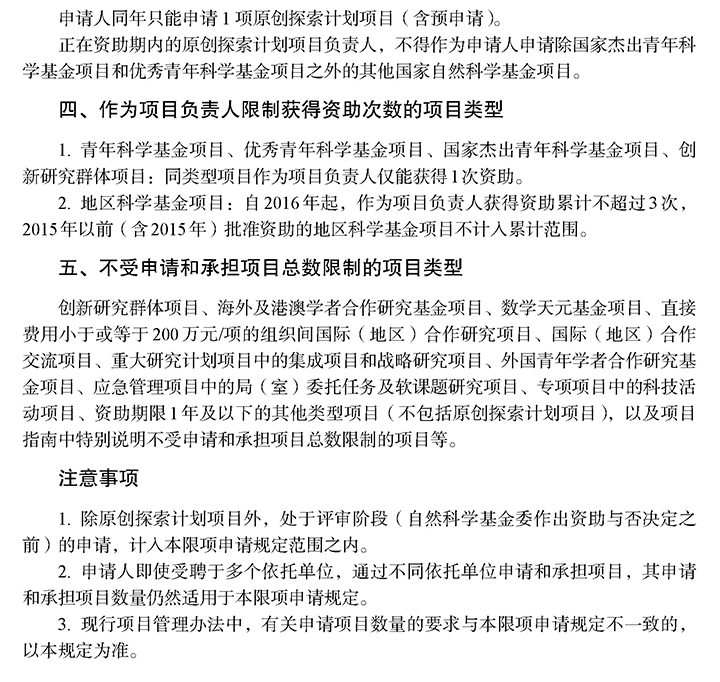 申请人同年只能申请1项原创探索计划项目（含预申请）。
正在资助期内的原创探索计划项目负责人，不得作为申请人申请除国家杰出青年科
学基金项目和优秀青年科学基金项目之外的其他国家自然科学基金项目。
四、作为项目负责人限制获得资助次数的项目类型
1. 青年科学基金项目、优秀青年科学基金项目、国家杰出青年科学基金项目、创
新研究群体项目：同类型项目作为项目负责人仅能获得1次资助。
2. 地区科学基金项目：自2016年起，作为项目负责人获得资助累计不超过3次，
2015年以前（含2015年）批准资助的地区科学基金项目不计入累计范围。
五、不受申请和承担项目总数限制的项目类型
创新研究群体项目、海外及港澳学者合作研究基金项目、数学天元基金项目、直接
费用小于或等于200万元/项的组织间国际（地区）合作研究项目、国际（地区）合作
交流项目、重大研究计划项目中的集成项目和战略研究项目、外国青年学者合作研究基
金项目、应急管理项目中的局（室）委托任务及软课题研究项目、专项项目中的科技活
动项目、资助期限1年及以下的其他类型项目（不包括原创探索计划项目），以及项目
指南中特别说明不受申请和承担项目总数限制的项目等。
注意事项
1. 除原创探索计划项目外，处于评审阶段（自然科学基金委作出资助与否决定之
前）的申请，计入本限项申请规定范围之内。
2. 申请人即使受聘于多个依托单位，通过不同依托单位申请和承担项目，其申请
和承担项目数量仍然适用于本限项申请规定。
3. 现行项目管理办法中，有关申请项目数量的要求与本限项申请规定不一致的，
以本规定为准。